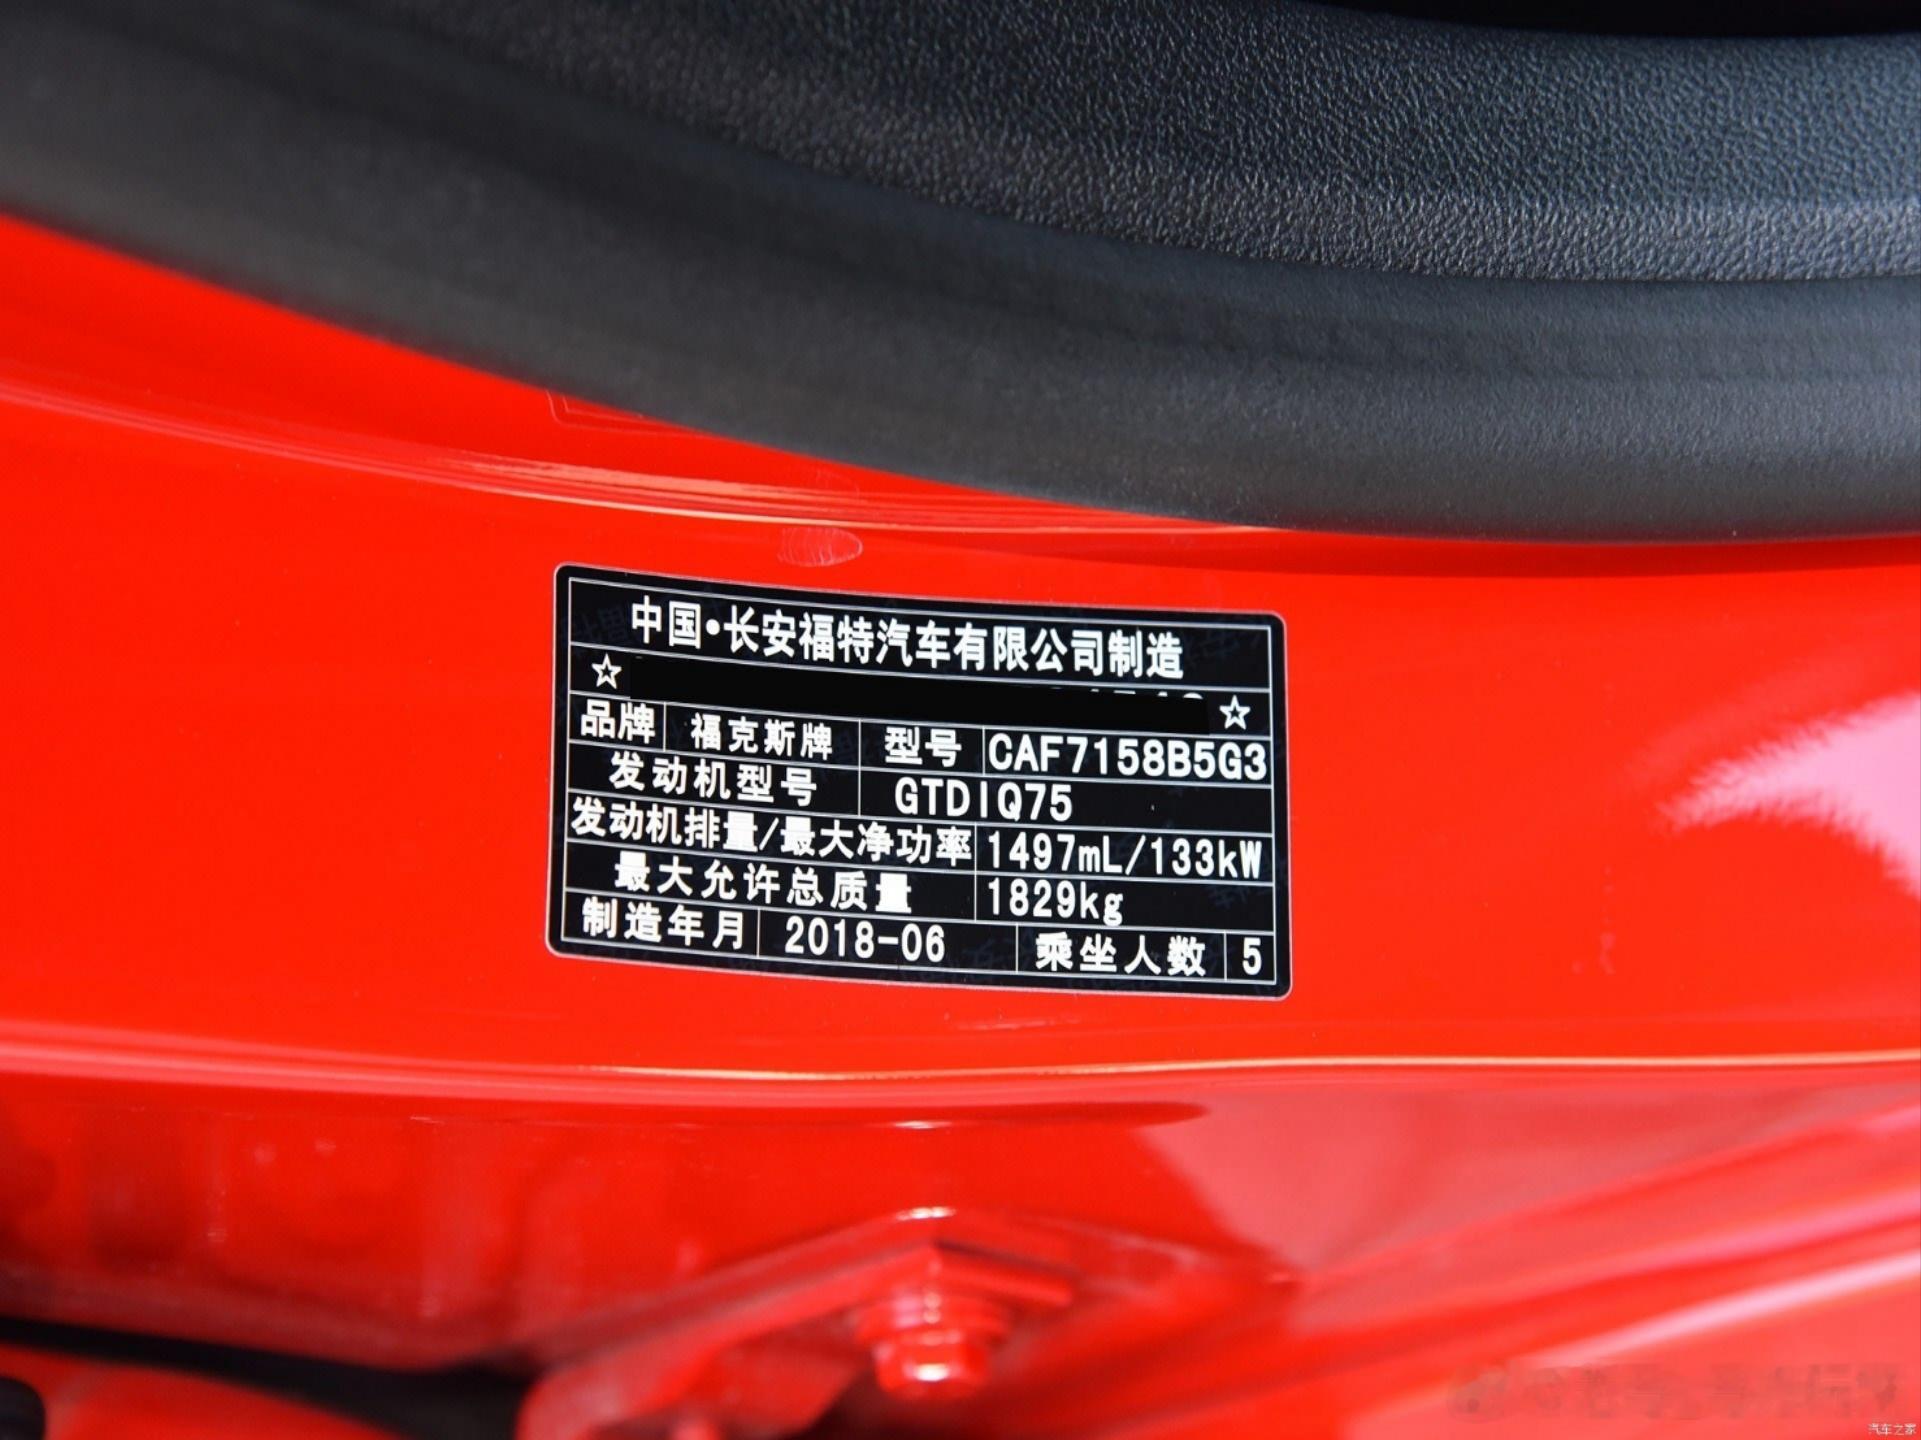 中国·长安福特汽车有限公司制造
☆ ☆
品牌 福克斯牌 型号 CAF7158B5G3
发动机型号 GTDIQ75
发动机排量/最大净功率 1497mL/133kW
最大允许总质量 1829kg
制造年月 2018-06 乘坐人数 5
汽车之家